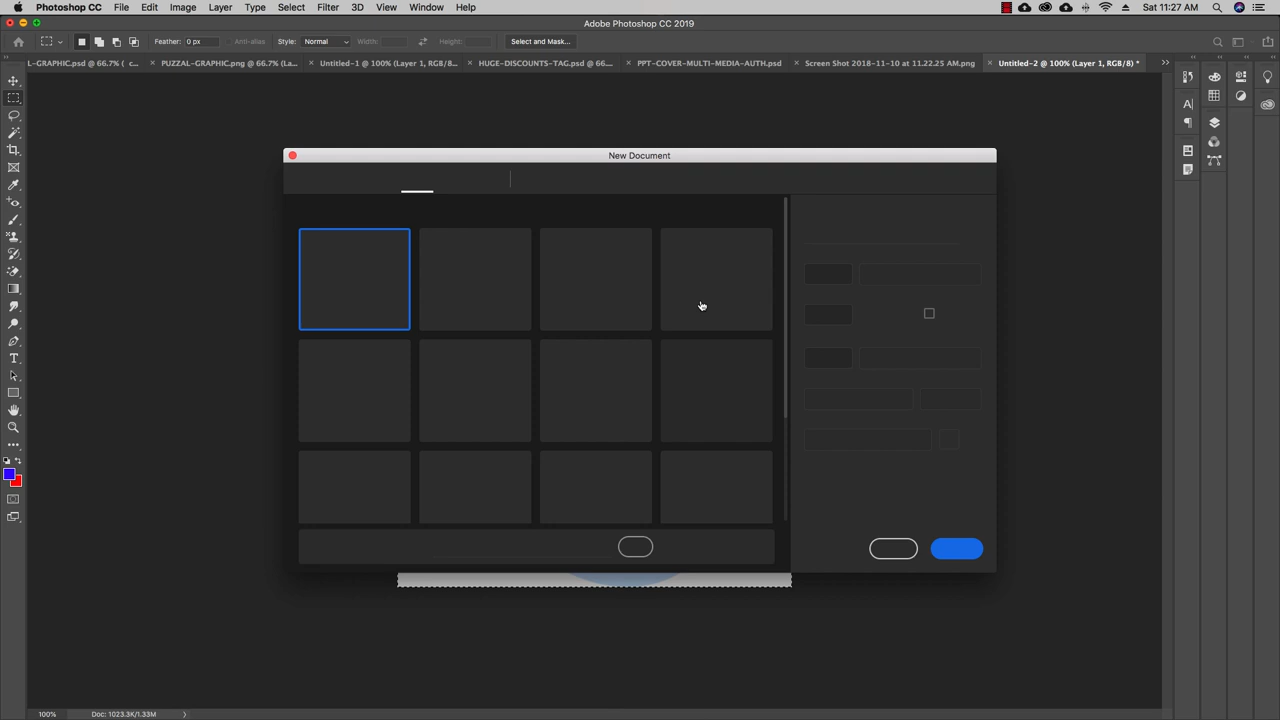 Photoshop CC File Edit Image Layer Type Select Filter 3D View Window Help Sat 11:27 AM
Adobe Photoshop CC 2019
Feather: 0 px Anti-alias Style: Normal Width: Height: Select and Mask...
L-GRAPHIC.psd @ 66.7% ( c... PUZZAL-GRAPHIC.png @ 66.7% (La... Untitled-1 @ 100% (Layer 1, RGB/8... HUGE-DISCOUNTS-TAG.psd @ 66.... PPT-COVER-MULTI-MEDIA-AUTH.psd Screen Shot 2018-11-10 at 11.22.25 AM.png Untitled-2 @ 100% (Layer 1, RGB/8) *
New Document
100% Doc: 1023.3K/1.33M